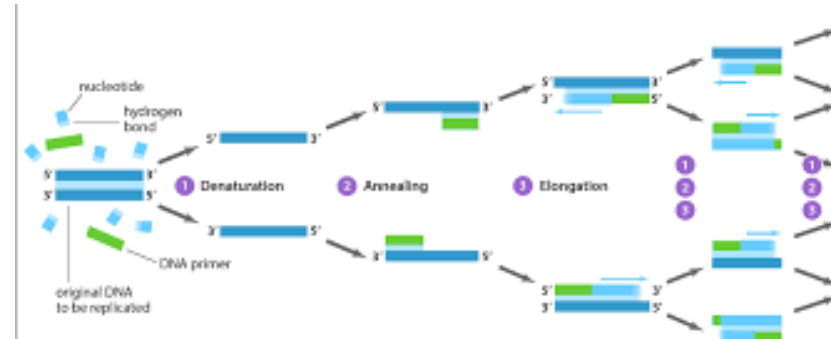 nucleotide
hydrogen
bond
5' 3'
3' 5'
DNA primer
original DNA
to be replicated
5' 3'
1 Denaturation
3' 5'
5' 3'
2 Annealing
3' 5'
5' 3'
3' 5'
3 Elongation
5' 3'
3' 5'
1
2
3
1
2
3